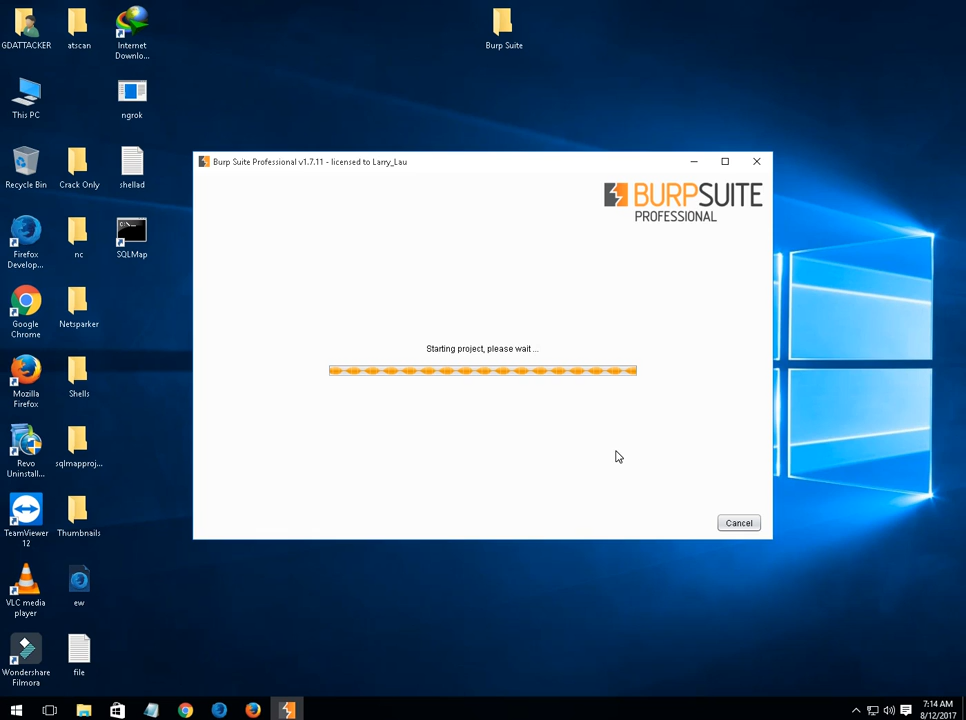 GDATTACKER
atscan
Internet
Downlo...
Burp Suite
This PC
ngrok
Recycle Bin
Crack Only
shellad
Firefox
Develop...
nc
SQLMap
Google
Chrome
Netsparker
Mozilla
Firefox
Shells
Revo
Uninstall...
sqlmapproj...
TeamViewer
12
Thumbnails
VLC media
player
ew
Wondershare
Filmora
file
Burp Suite Professional v1.7.11 - licensed to Larry_Lau
BURPSUITE
PROFESSIONAL
Starting project, please wait ...
Cancel
7:14 AM
8/12/2017